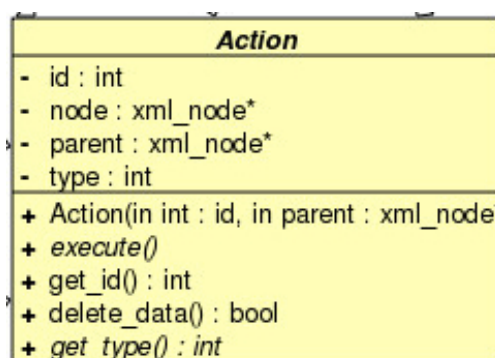 Action
- id : int
- node : xml_node*
- parent : xml_node*
- type : int
+ Action(in int : id, in parent : xml_node*
+ execute()
+ get_id() : int
+ delete_data() : bool
+ get_type() : int